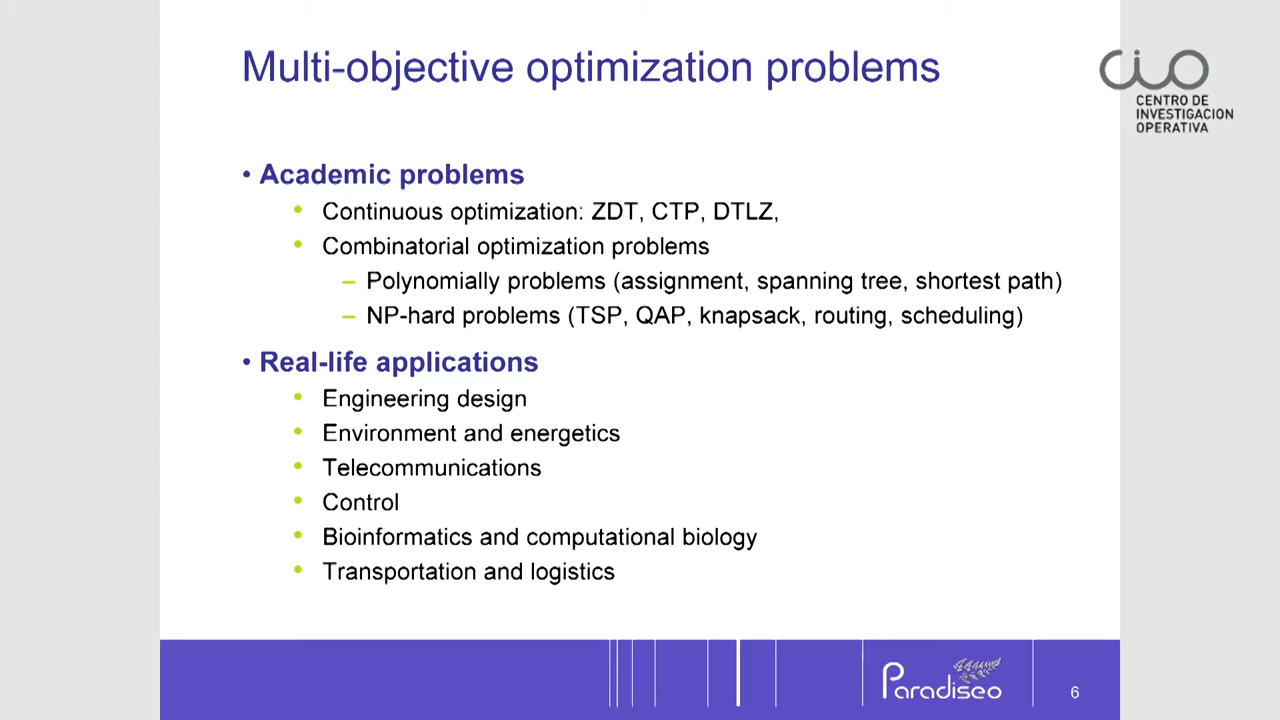 Multi-objective optimization problems
CIO
CENTRO DE
INVESTIGACION
OPERATIVA
• Academic problems
• Continuous optimization: ZDT, CTP, DTLZ,
• Combinatorial optimization problems
– Polynomially problems (assignment, spanning tree, shortest path)
– NP-hard problems (TSP, QAP, knapsack, routing, scheduling)
• Real-life applications
• Engineering design
• Environment and energetics
• Telecommunications
• Control
• Bioinformatics and computational biology
• Transportation and logistics
Paradiseo
6